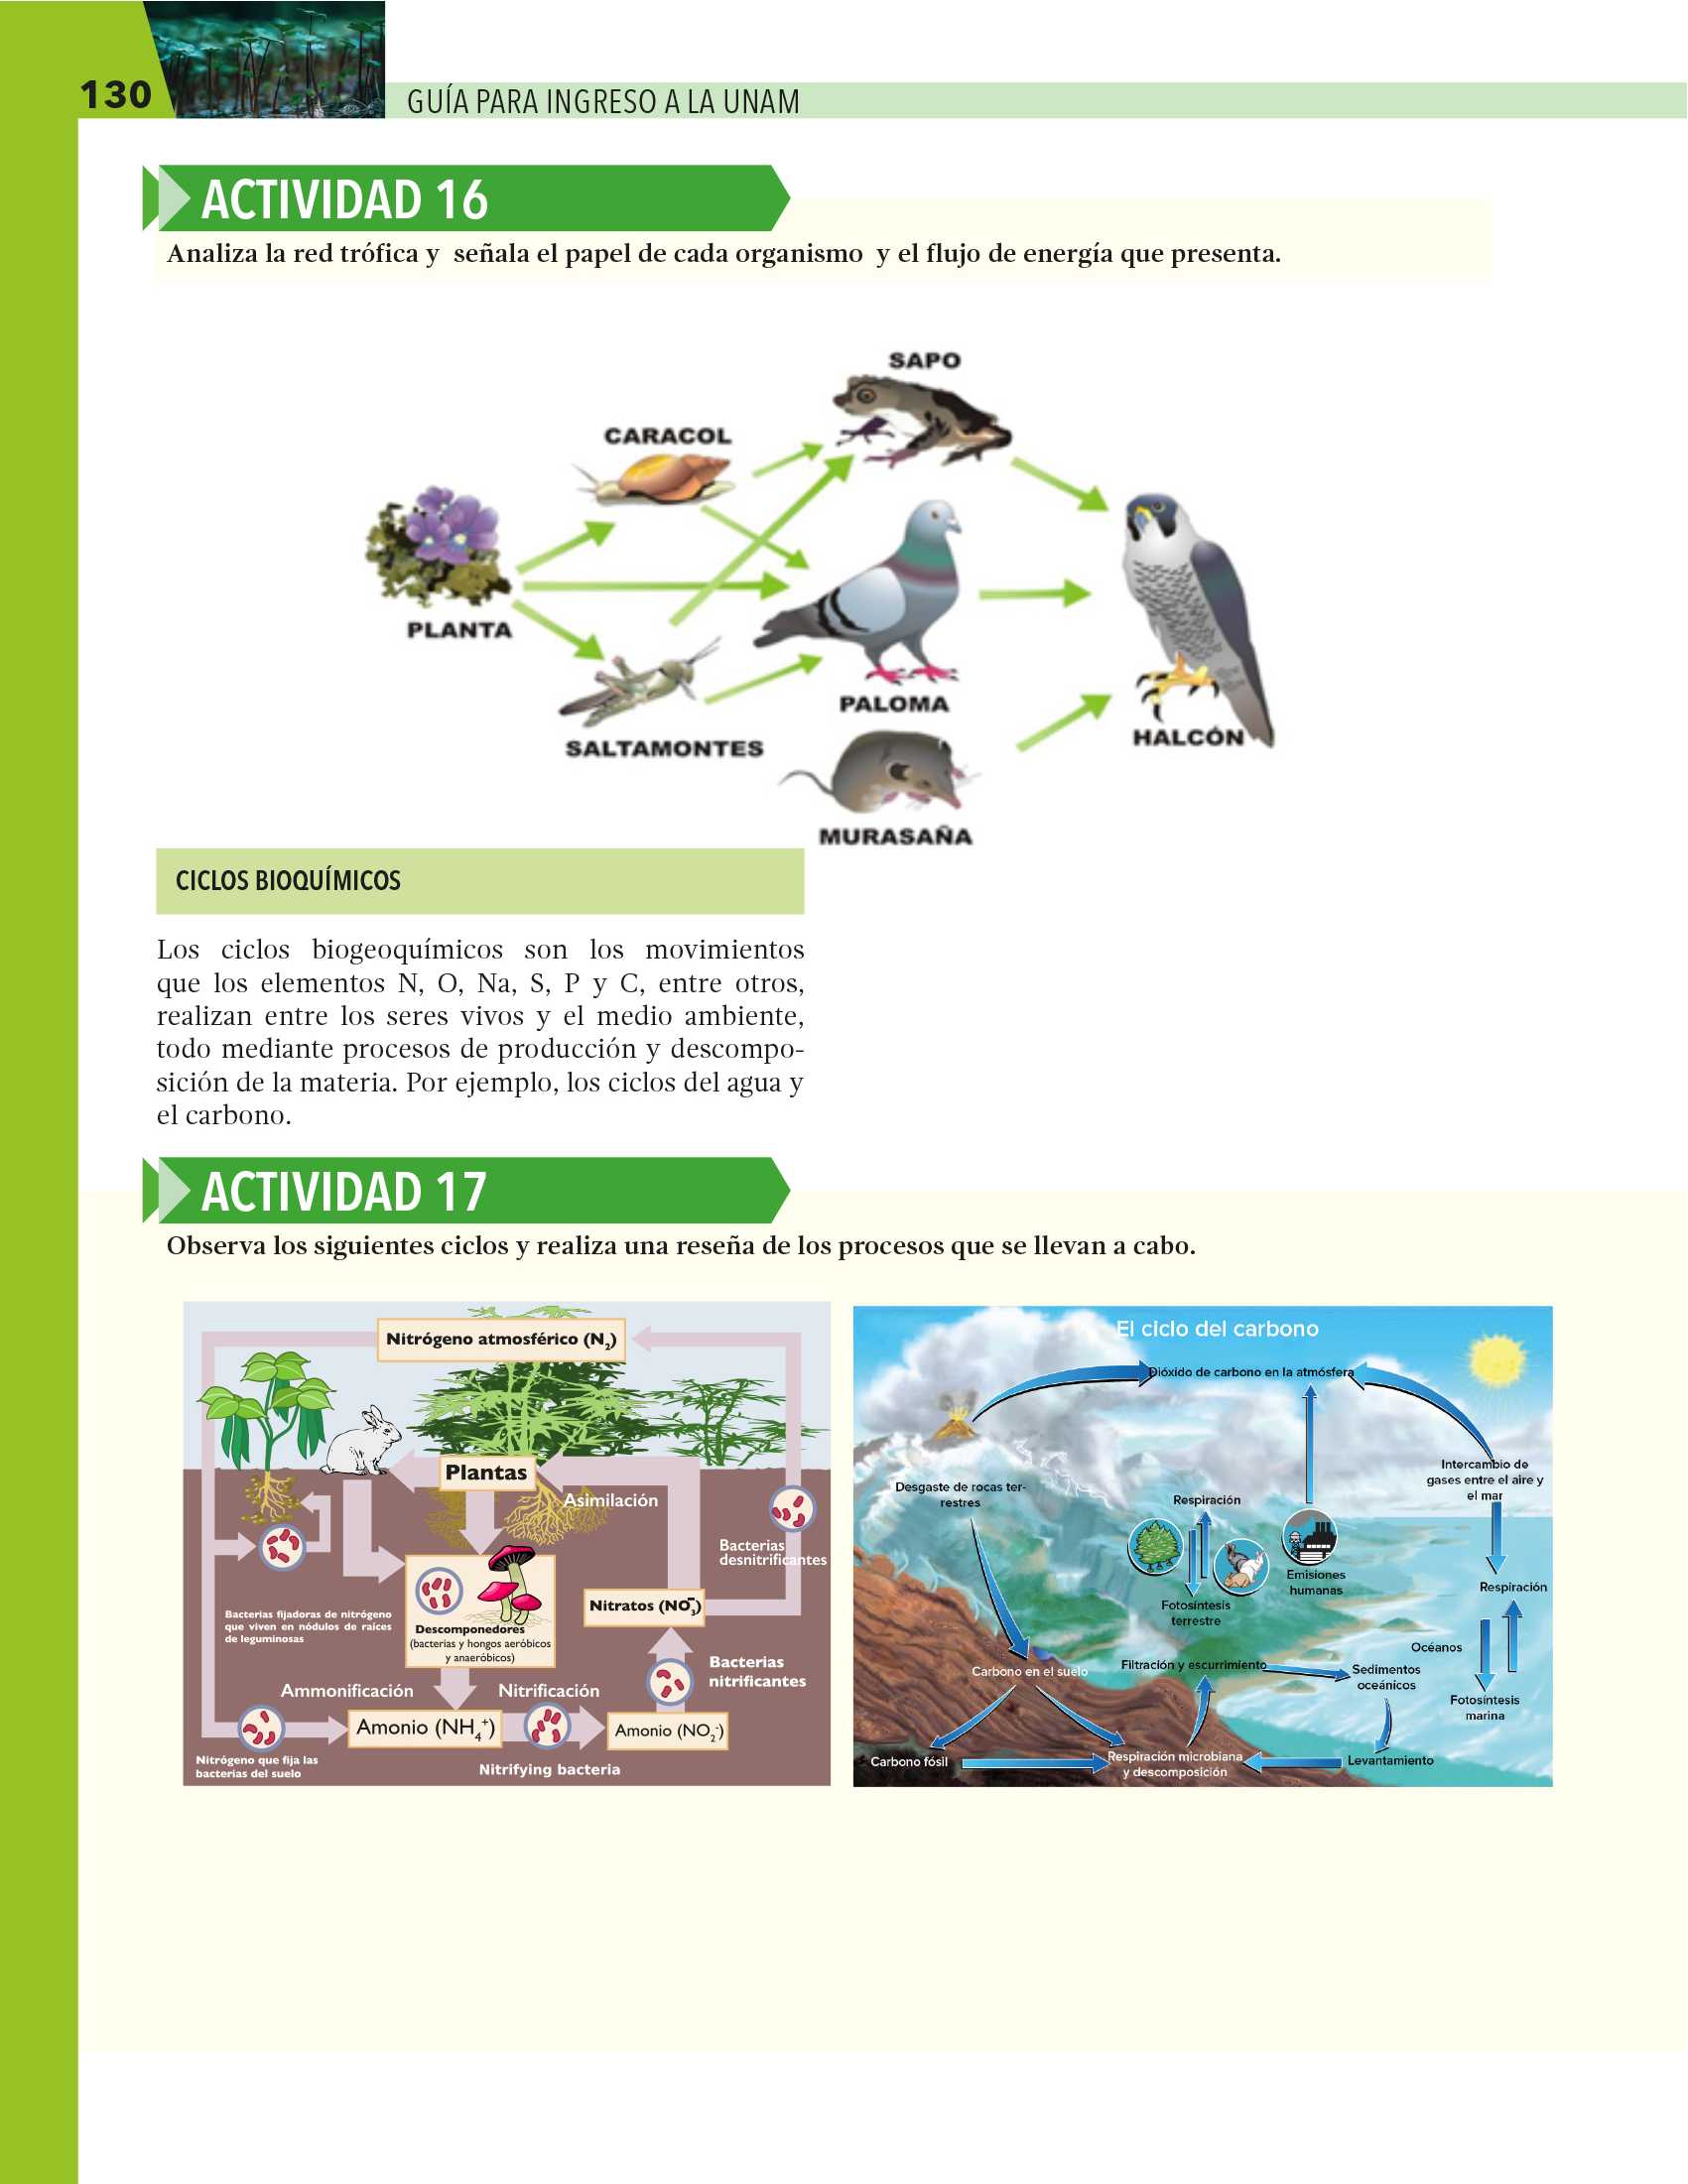 130
GUÍA PARA INGRESO A LA UNAM
ACTIVIDAD 16
Analiza la red trófica y señala el papel de cada organismo y el flujo de energía que presenta.
SAPO
CARACOL
PLANTA
PALOMA
SALTAMONTES
HALCÓN
MURASAÑA
CICLOS BIOQUÍMICOS
Los ciclos biogeoquímicos son los movimientos
que los elementos N, O, Na, S, P y C, entre otros,
realizan entre los seres vivos y el medio ambiente,
todo mediante procesos de producción y descompo-
sición de la materia. Por ejemplo, los ciclos del agua y
el carbono.
ACTIVIDAD 17
Observa los siguientes ciclos y realiza una reseña de los procesos que se llevan a cabo.
Nitrógeno atmosférico (N₂)
Plantas
Asimilación
Bacterias
desnitrificantes
Bacterias fijadoras de nitrógeno
que viven en nódulos de raíces
de leguminosas
Descomponedores
(bacterias y hongos aeróbicos
y anaeróbicos)
Nitratos (NO₃⁻)
Bacterias
nitrificantes
Ammonificación
Nitrificación
Amonio (NH₄⁺)
Amonio (NO₂⁻)
Nitrógeno que fija las
bacterias del suelo
Nitrifying bacteria
El ciclo del carbono
Dióxido de carbono en la atmósfera
Intercambio de
gases entre el aire y
el mar
Desgaste de rocas ter-
restres
Respiración
Emisiones
humanas
Respiración
Fotosíntesis
terrestre
Océanos
Carbono en el suelo
Filtración y escurrimiento
Sedimentos
oceánicos
Fotosíntesis
marina
Carbono fósil
Respiración microbiana
y descomposición
Levantamiento